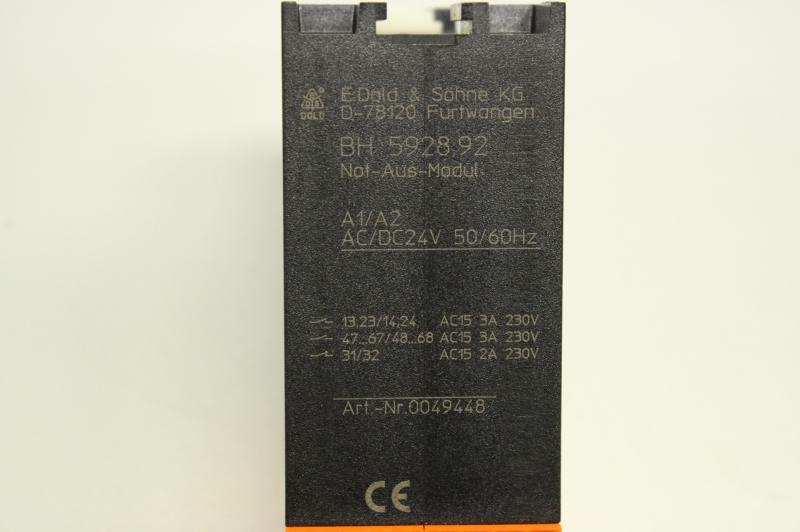 E.Dold & Söhne KG
DOLD D-78120 Furtwangen
BH 5928.92
Not-Aus-Modul
A1/A2
AC/DC24V 50/60Hz
13,23/14,24 AC15 3A 230V
47...67/48...68 AC15 3A 230V
31/32 AC15 2A 230V
Art.-Nr.0049448
CE